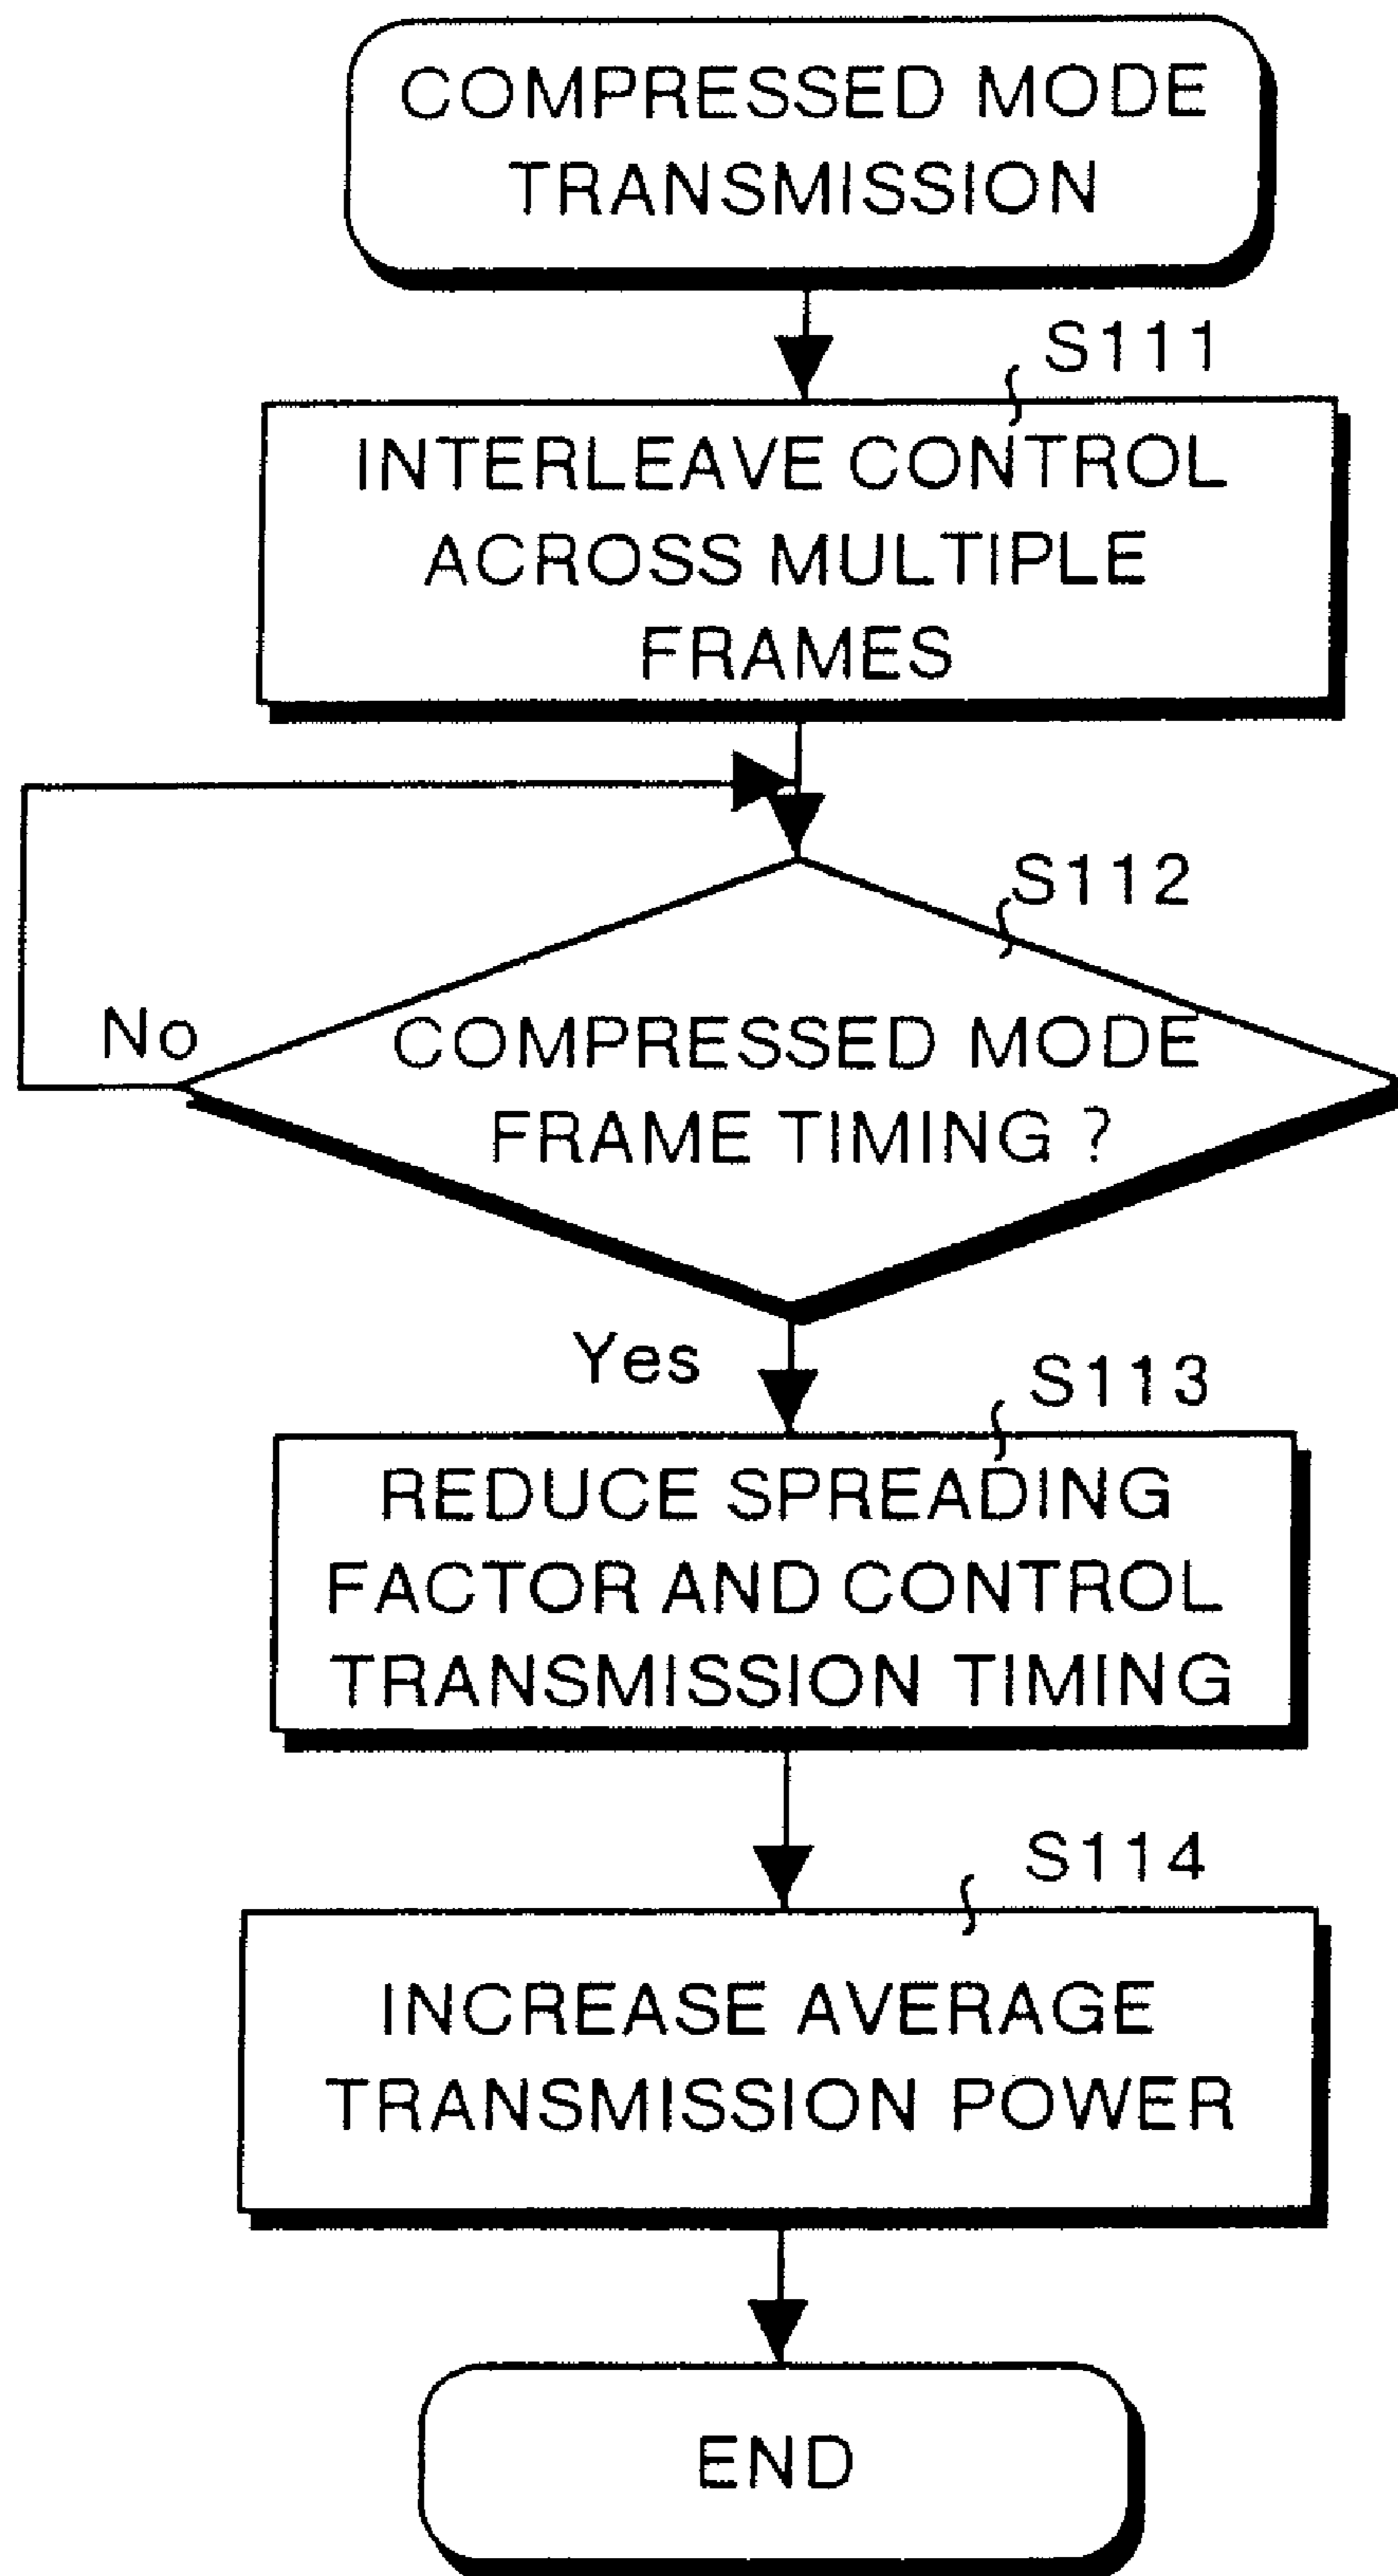 COMPRESSED MODE
TRANSMISSION
S111
INTERLEAVE CONTROL
ACROSS MULTIPLE
FRAMES
S112
No
COMPRESSED MODE
FRAME TIMING ?
Yes
S113
REDUCE SPREADING
FACTOR AND CONTROL
TRANSMISSION TIMING
S114
INCREASE AVERAGE
TRANSMISSION POWER
END